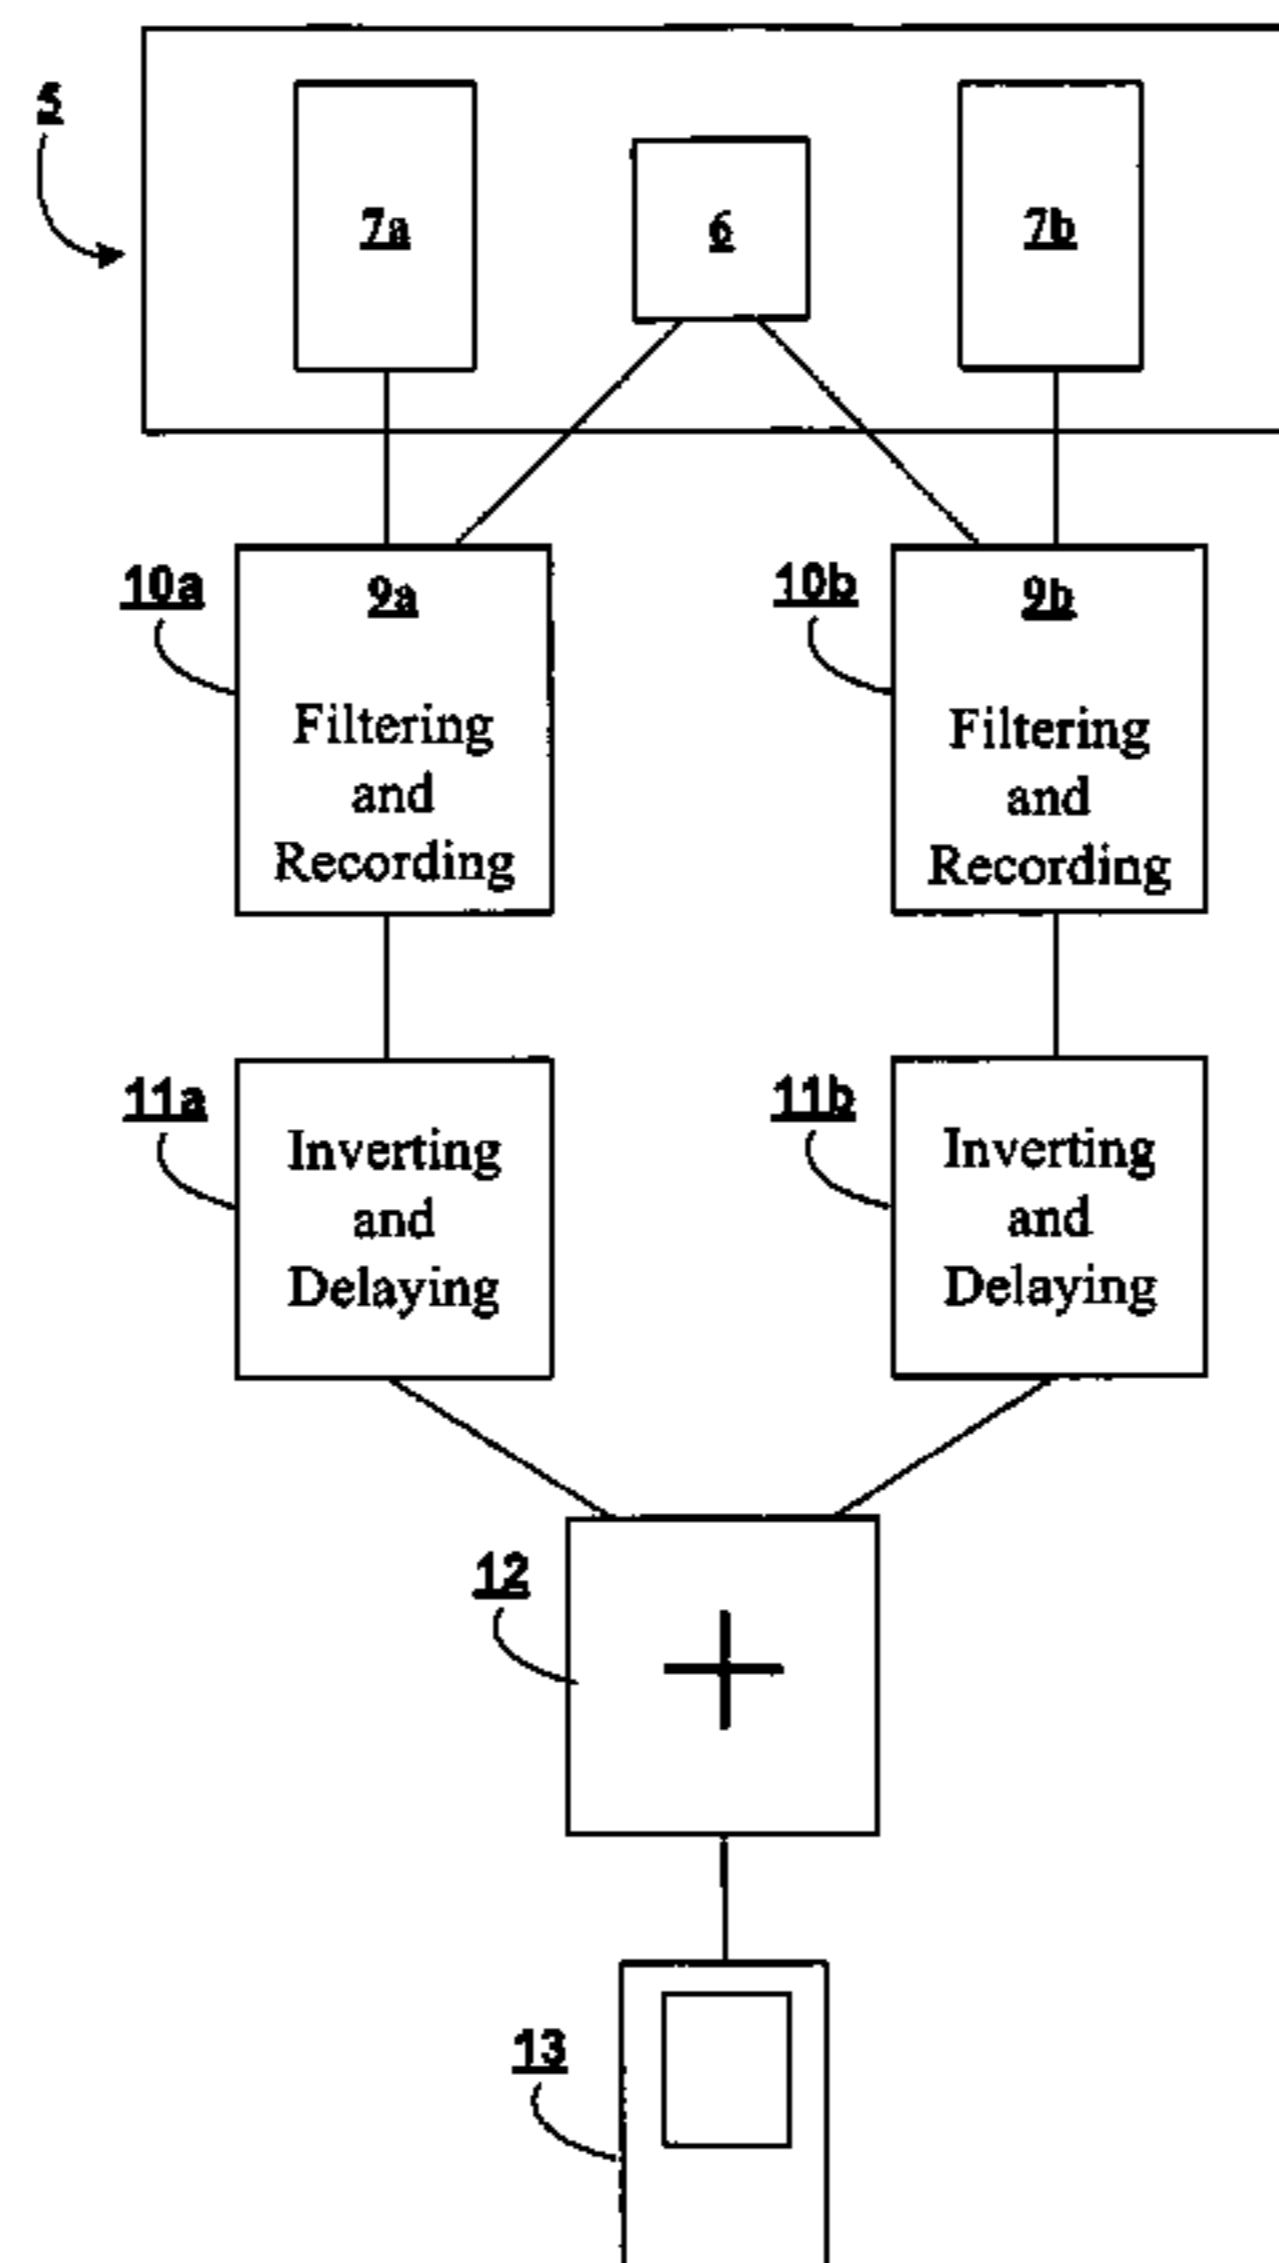 5
7a
6
7b
10a
9a
Filtering
and
Recording
10b
9b
Filtering
and
Recording
11a
Inverting
and
Delaying
11b
Inverting
and
Delaying
12
+
13